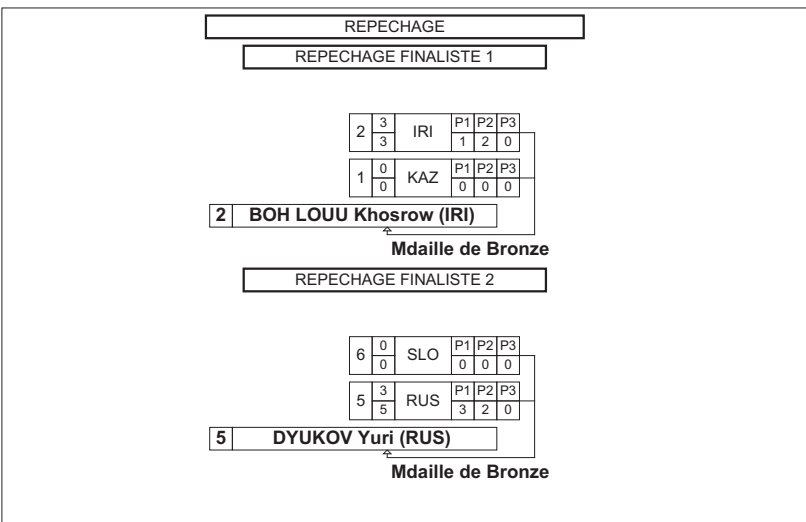 REPECHAGE
REPECHAGE FINALISTE 1
2 3 IRI P1 P2 P3
3 1 2 0
1 0 KAZ P1 P2 P3
0 0 0 0
2 BOH LOUU Khosrow (IRI)
Mdaille de Bronze
REPECHAGE FINALISTE 2
6 0 SLO P1 P2 P3
0 0 0 0
5 3 RUS P1 P2 P3
5 3 2 0
5 DYUKOV Yuri (RUS)
Mdaille de Bronze